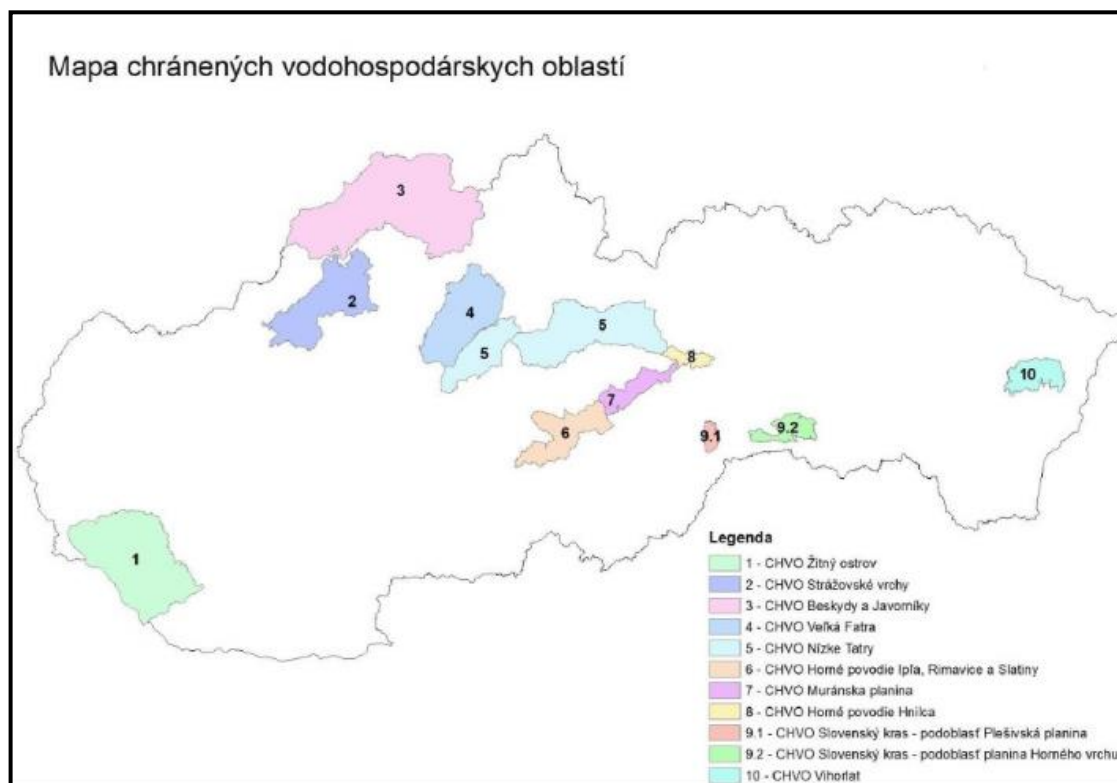 Mapa chránených vodohospodárskych oblastí
3
2
4
5
5
8
10
7
6
9.1
9.2
1
Legenda
1 - CHVO Žitný ostrov
2 - CHVO Strážovské vrchy
3 - CHVO Beskydy a Javorníky
4 - CHVO Veľká Fatra
5 - CHVO Nízke Tatry
6 - CHVO Horné povodie Ipľa, Rimavice a Slatiny
7 - CHVO Muránska planina
8 - CHVO Horné povodie Hnilca
9.1 - CHVO Slovenský kras - podoblasť Plešivská planina
9.2 - CHVO Slovenský kras - podoblasť planina Horného vrchu
10 - CHVO Vihorlat